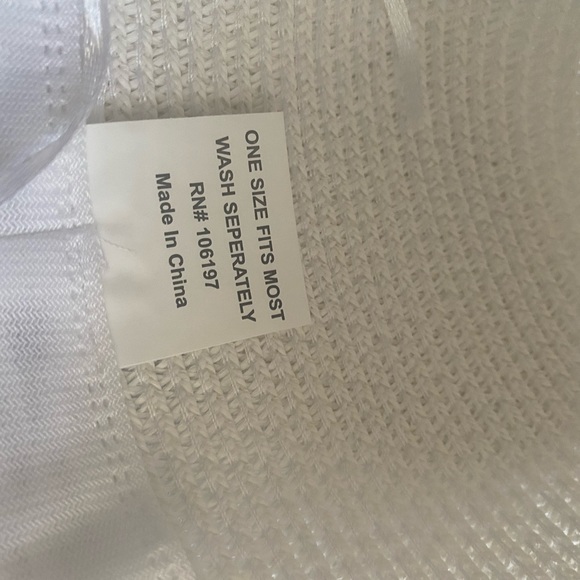 ONE SIZE FITS MOST
WASH SEPERATELY
RN# 106197
Made In China